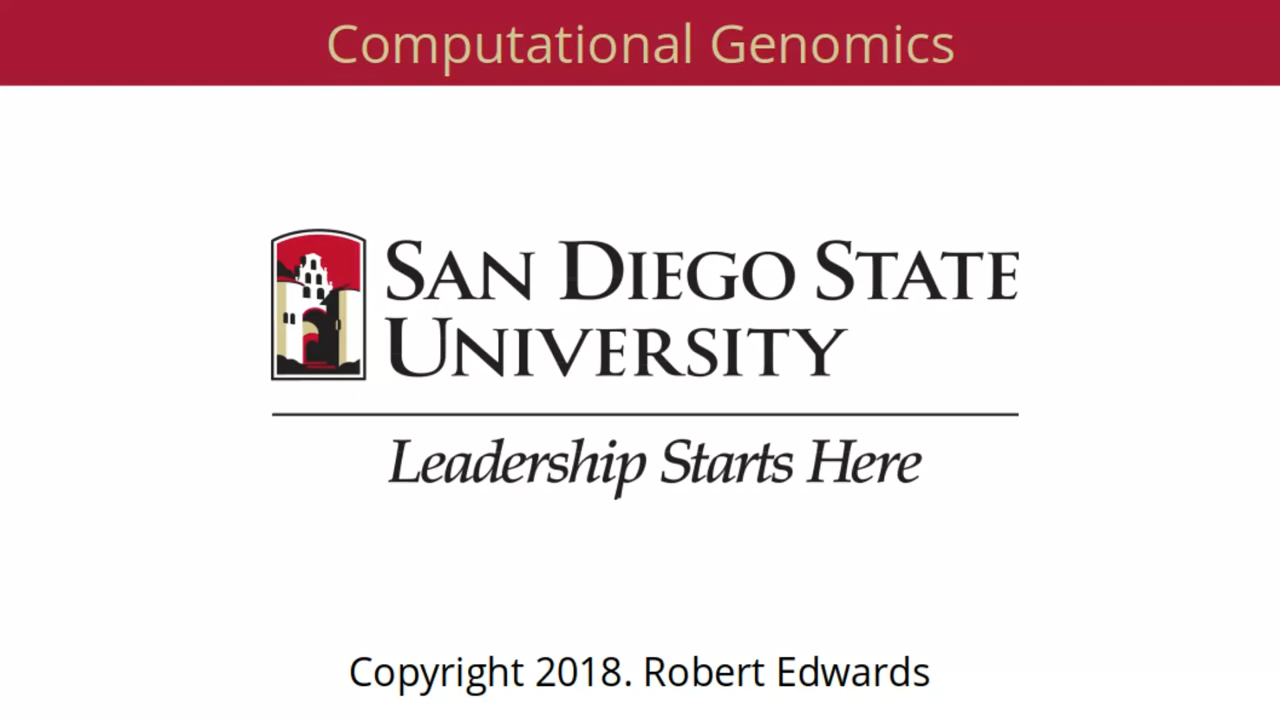 Computational Genomics
SAN DIEGO STATE
UNIVERSITY
Leadership Starts Here
Copyright 2018. Robert Edwards